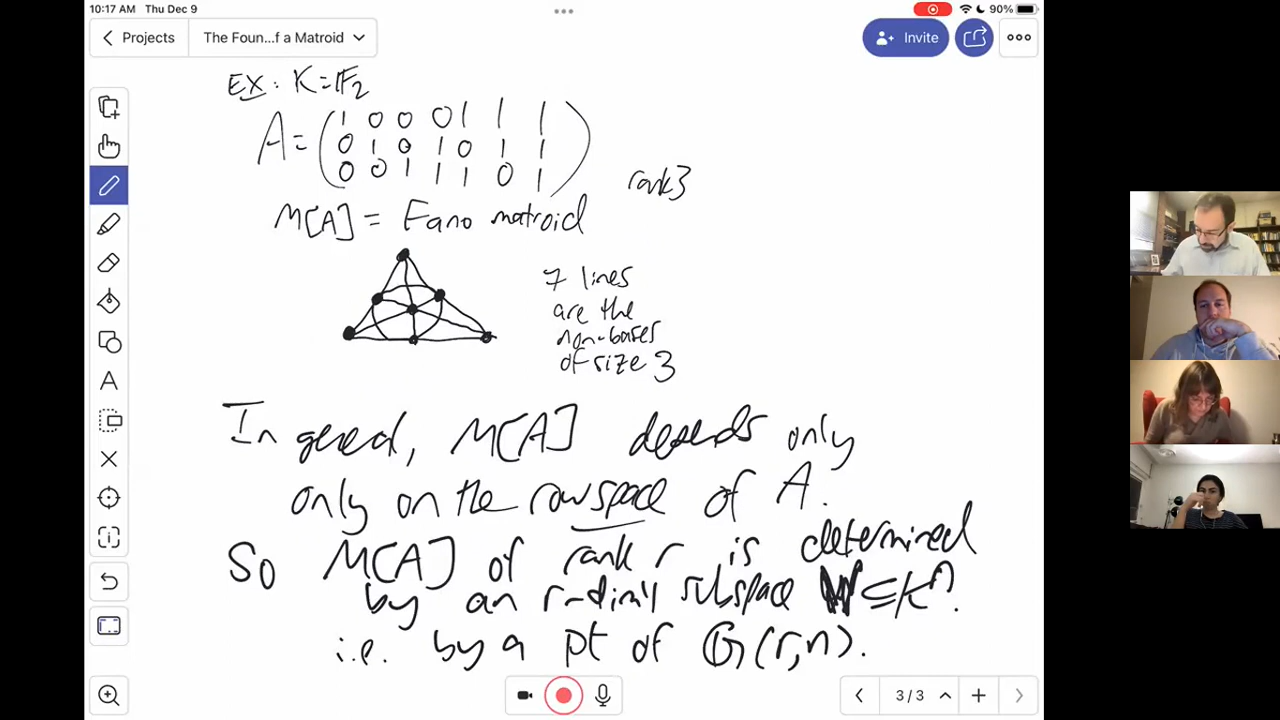 10:17 AM Thu Dec 9
90%
Projects
The Foun...f a Matroid
Invite
EX: K=𝔽₂
A= ( 1 0 0 0 1 1 1
0 1 0 1 0 1 1
0 0 1 1 1 0 1 )
rank 3
M[A] = Fano matroid
7 lines
are the
non-bases
of size 3
In general, M[A] depends only
only on the rowspace of A.
So M[A] of rank r is determined
by an r-dim'l subspace W ⊆ Kⁿ.
i.e. by a pt of G(r,n).
A
3/3